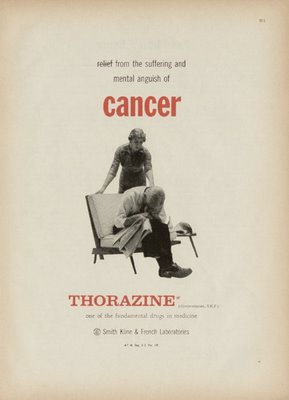 relief from the suffering and
mental anguish of
cancer
THORAZINE*
one of the fundamental drugs in medicine
Smith Kline & French Laboratories